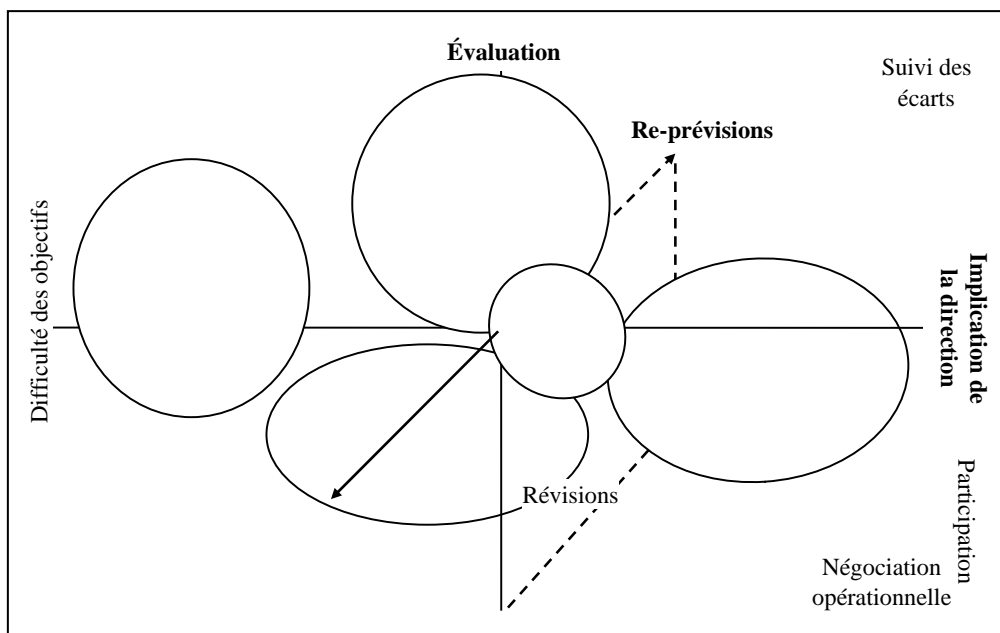 Évaluation
Suivi des
écarts
Re-prévisions
Difficulté des objectifs
Implication de
la direction
Révisions
Participation
Négociation
opérationnelle